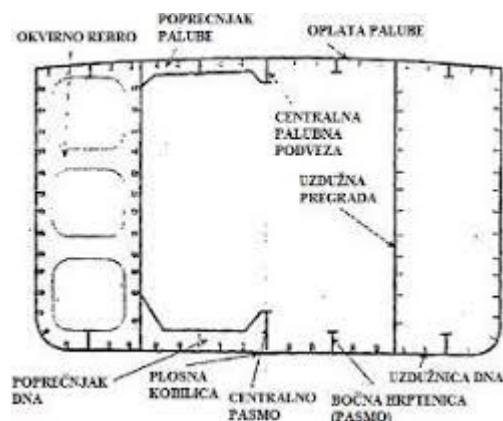 OKVIRNO REBRO
POPREČNJAK
PALUBE
OPLATA PALUBE
CENTRALNA
PALUBNA
PODVEZA
UZDUŽNA
PREGRADA
POPREČNJAK
DNA
PLOSNA
KOBILICA
CENTRALNO
PASMO
BOČNA HRPTENICA
(PASMO)
UZDUŽNICA DNA